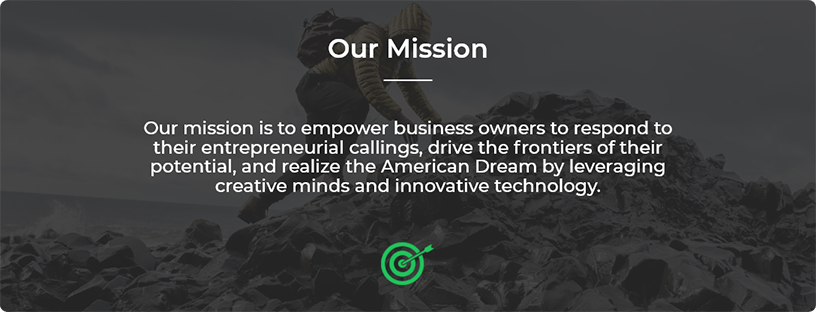 Our Mission
Our mission is to empower business owners to respond to
their entrepreneurial callings, drive the frontiers of their
potential, and realize the American Dream by leveraging
creative minds and innovative technology.